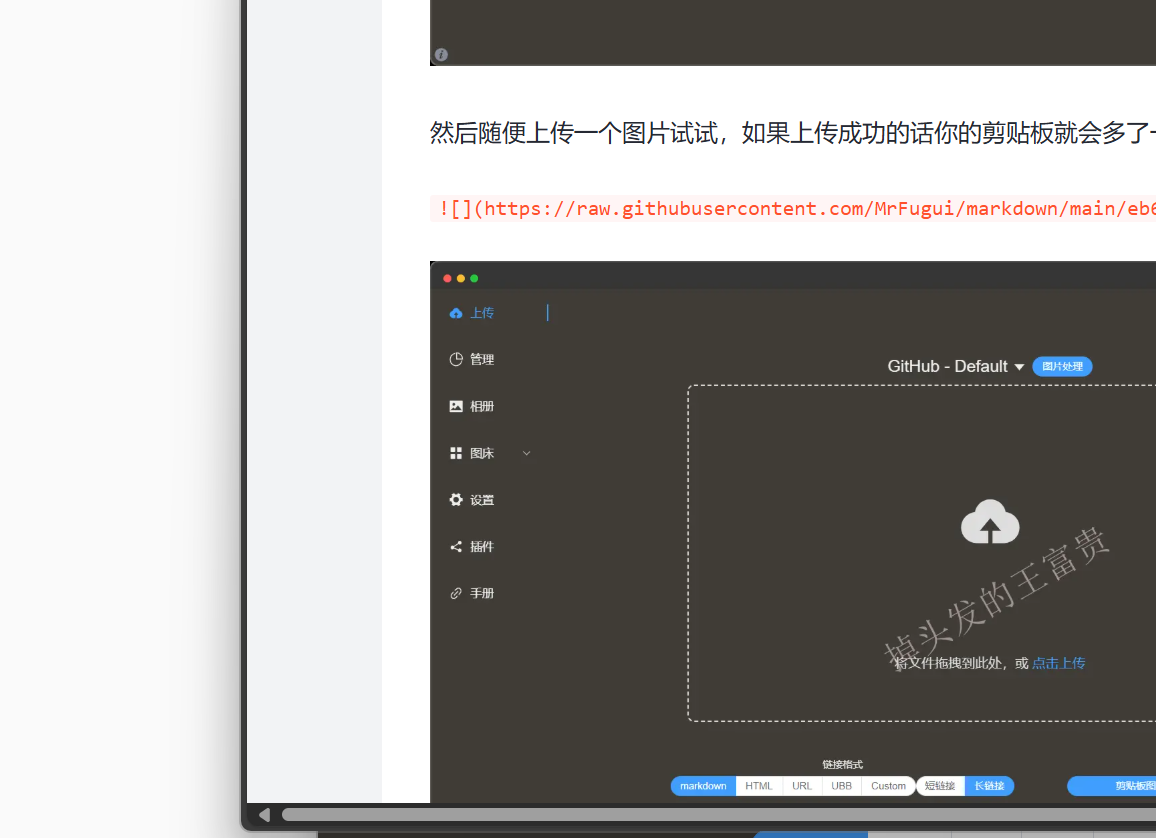 然后随便上传一个图片试试，如果上传成功的话你的剪贴板就会多了
![](https://raw.githubusercontent.com/MrFugui/markdown/main/eb6
上传
管理
GitHub - Default 图片处理
相册
图床
设置
插件
手册
掉头发的王富贵
将文件拖拽到此处，或 点击上传
链接格式
markdown HTML URL UBB Custom 短链接 长链接 剪贴板图